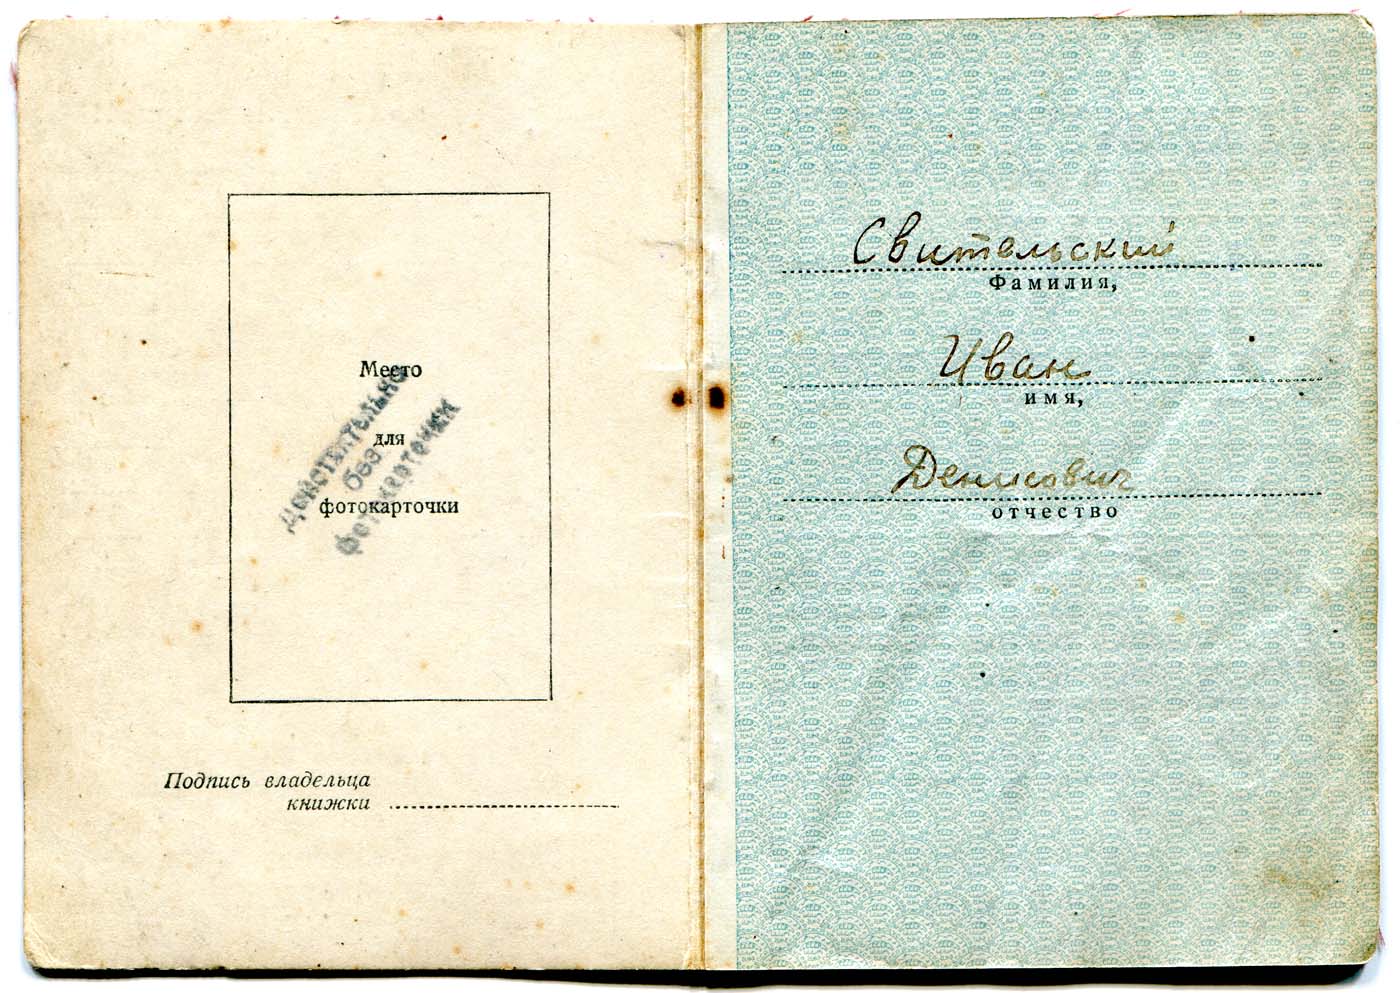 Место
для
фотокарточки
Действительно
без
фотокарточки
Подпись владельца
книжки
Свительский
Фамилия,
Иван
имя,
Денисович
отчество